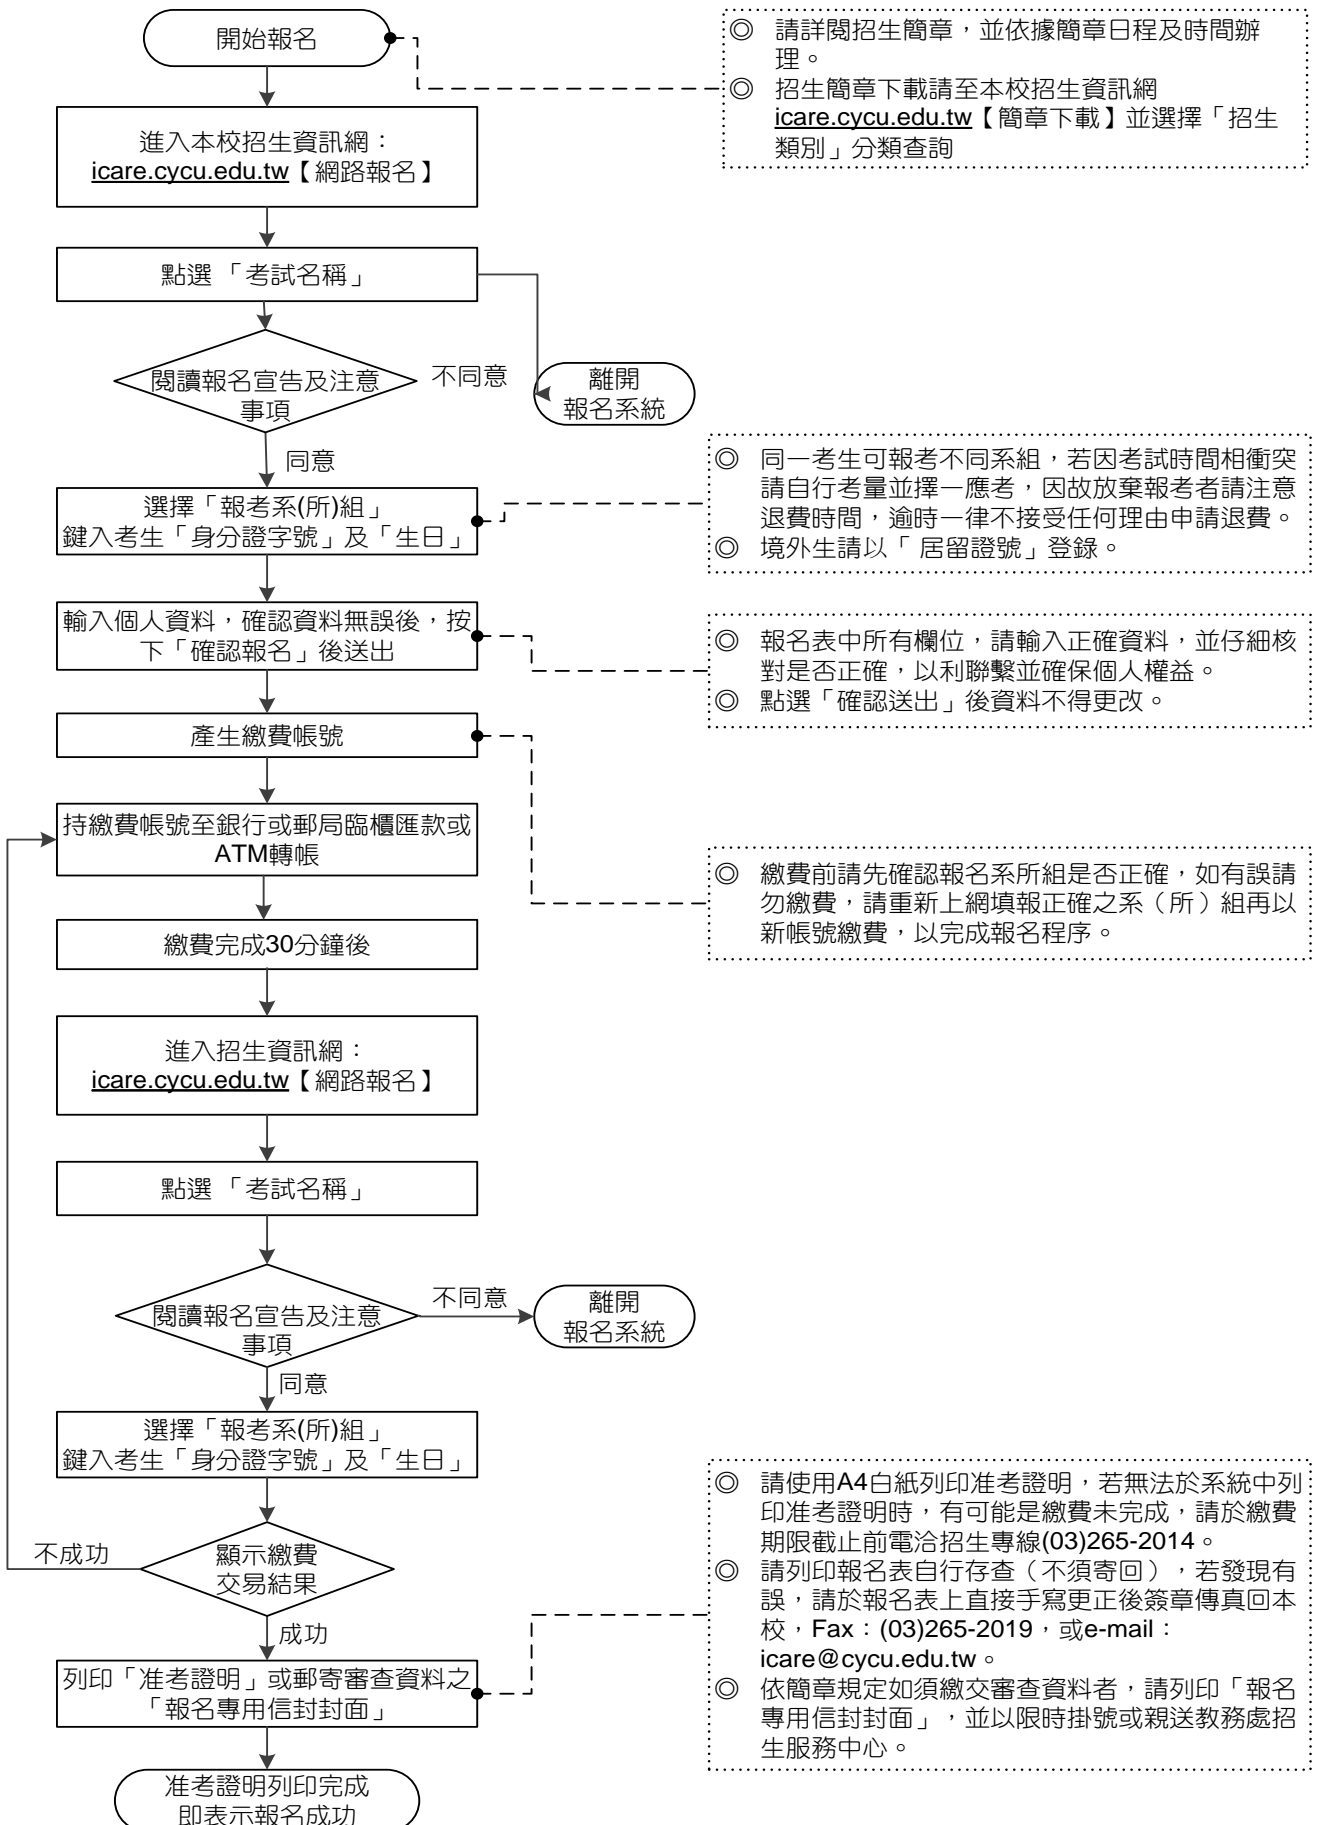 開始報名
◎ 請詳閱招生簡章，並依據簡章日程及時間辦
理。
◎ 招生簡章下載請至本校招生資訊網
icare.cycu.edu.tw【簡章下載】並選擇「招生
類別」分類查詢
進入本校招生資訊網：
icare.cycu.edu.tw【網路報名】
點選「考試名稱」
閱讀報名宣告及注意
事項
不同意
離開
報名系統
同意
◎ 同一考生可報考不同系組，若因考試時間相衝突
請自行考量並擇一應考，因故放棄報考者請注意
退費時間，逾時一律不接受任何理由申請退費。
◎ 境外生請以「 居留證號」登錄。
選擇「報考系(所)組」
鍵入考生「身分證字號」及「生日」
輸入個人資料，確認資料無誤後，按
下「確認報名」後送出
◎ 報名表中所有欄位，請輸入正確資料，並仔細核
對是否正確，以利聯繫並確保個人權益。
◎ 點選「確認送出」後資料不得更改。
產生繳費帳號
持繳費帳號至銀行或郵局臨櫃匯款或
ATM轉帳
◎ 繳費前請先確認報名系所組是否正確，如有誤請
勿繳費，請重新上網填報正確之系（所）組再以
新帳號繳費，以完成報名程序。
繳費完成30分鐘後
進入招生資訊網：
icare.cycu.edu.tw【網路報名】
點選「考試名稱」
閱讀報名宣告及注意
事項
不同意
離開
報名系統
同意
選擇「報考系(所)組」
鍵入考生「身分證字號」及「生日」
顯示繳費
交易結果
不成功
成功
◎ 請使用A4白紙列印准考證明，若無法於系統中列
印准考證明時，有可能是繳費未完成，請於繳費
期限截止前電洽招生專線(03)265-2014。
◎ 請列印報名表自行存查（不須寄回），若發現有
誤，請於報名表上直接手寫更正後簽章傳真回本
校，Fax：(03)265-2019，或e-mail：
icare@cycu.edu.tw。
◎ 依簡章規定如須繳交審查資料者，請列印「報名
專用信封封面」，並以限時掛號或親送教務處招
生服務中心。
列印「准考證明」或郵寄審查資料之
「報名專用信封封面」
准考證明列印完成
即表示報名成功